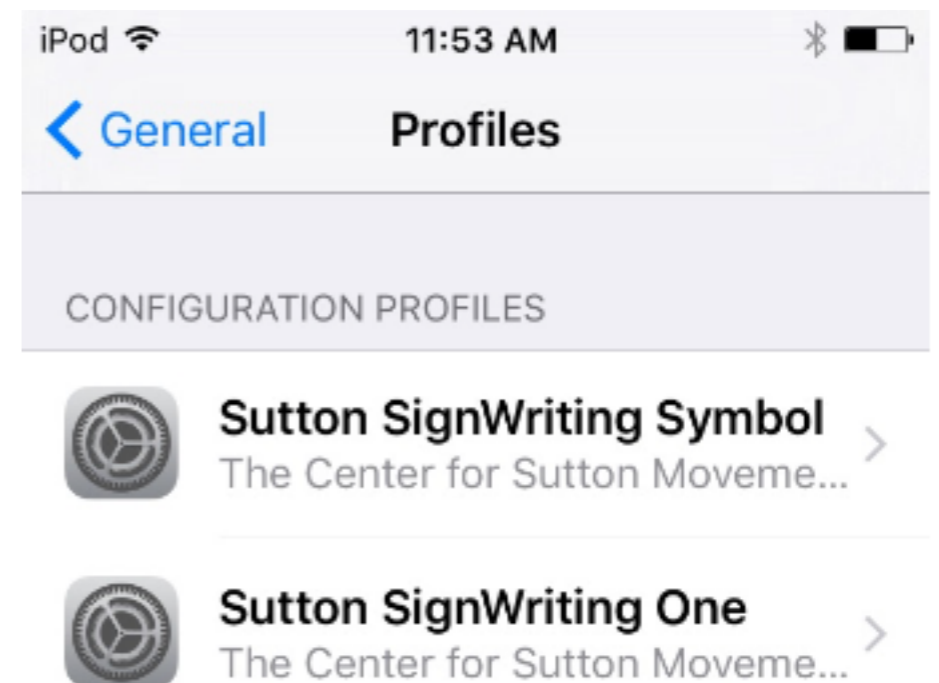 iPod 11:53 AM
General Profiles
CONFIGURATION PROFILES
Sutton SignWriting Symbol
The Center for Sutton Moveme...
Sutton SignWriting One
The Center for Sutton Moveme...